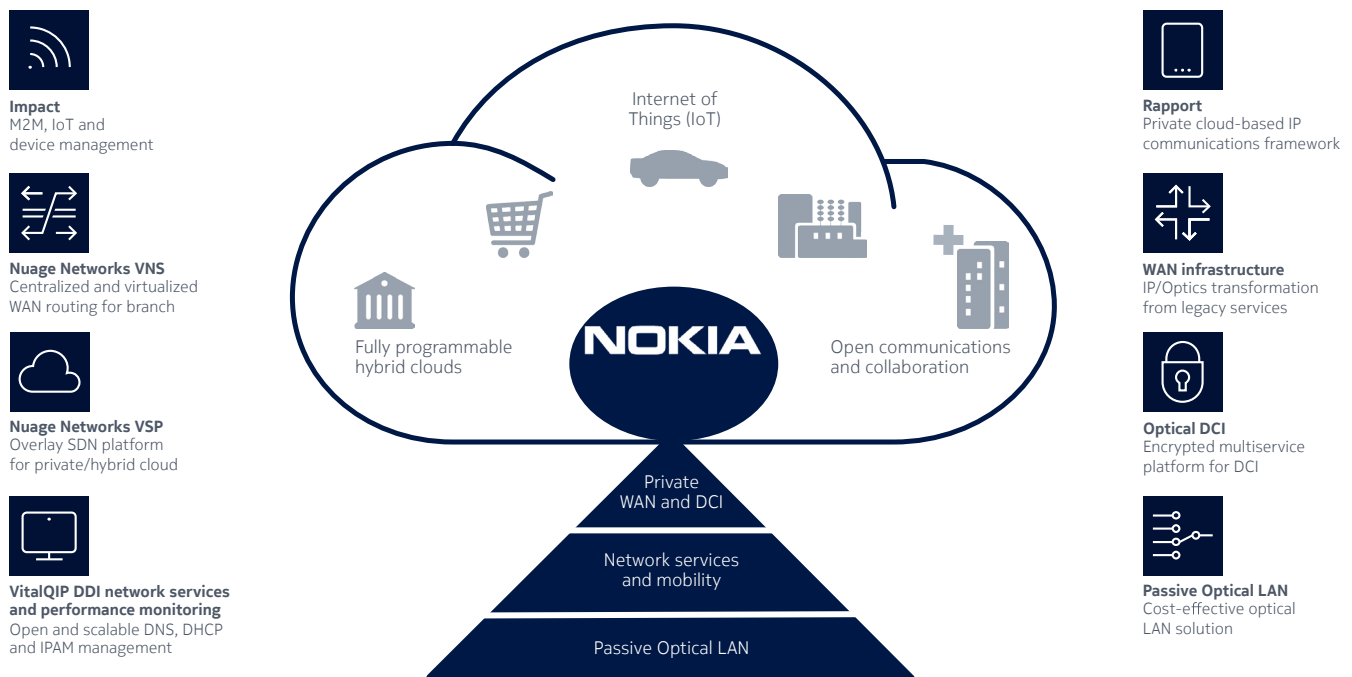 Impact
M2M, IoT and
device management
Nuage Networks VNS
Centralized and virtualized
WAN routing for branch
Nuage Networks VSP
Overlay SDN platform
for private/hybrid cloud
VitalQIP DDI network services
and performance monitoring
Open and scalable DNS, DHCP
and IPAM management
Internet of
Things (IoT)
Fully programmable
hybrid clouds
NOKIA
Open communications
and collaboration
Private
WAN and DCI
Network services
and mobility
Passive Optical LAN
Rapport
Private cloud-based IP
communications framework
WAN infrastructure
IP/Optics transformation
from legacy services
Optical DCI
Encrypted multiservice
platform for DCI
Passive Optical LAN
Cost-effective optical
LAN solution